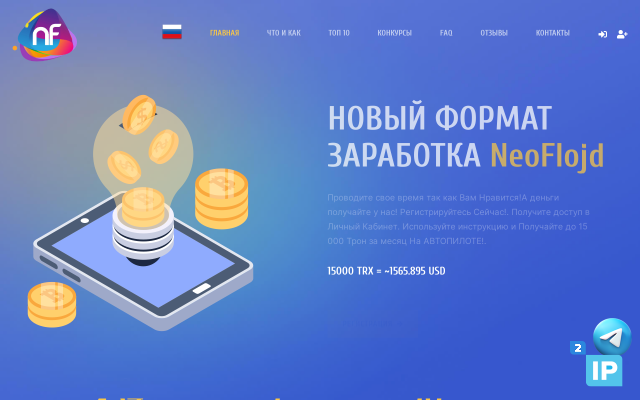 nf
ГЛАВНАЯ
ЧТО И КАК
ТОП 10
КОНКУРСЫ
FAQ
ОТЗЫВЫ
КОНТАКТЫ
НОВЫЙ ФОРМАТ
ЗАРАБОТКА NeoFlojd
Проводите свое время так как Вам Нравится!А деньги
получайте у нас! Регистрируйтесь Сейчас!. Получите доступ в
Личный Кабинет. Используйте инструкцию и Получайте до 15
000 Трон за месяц На АВТОПИЛОТЕ!.
15000 TRX = ~1565.895 USD
2
IP